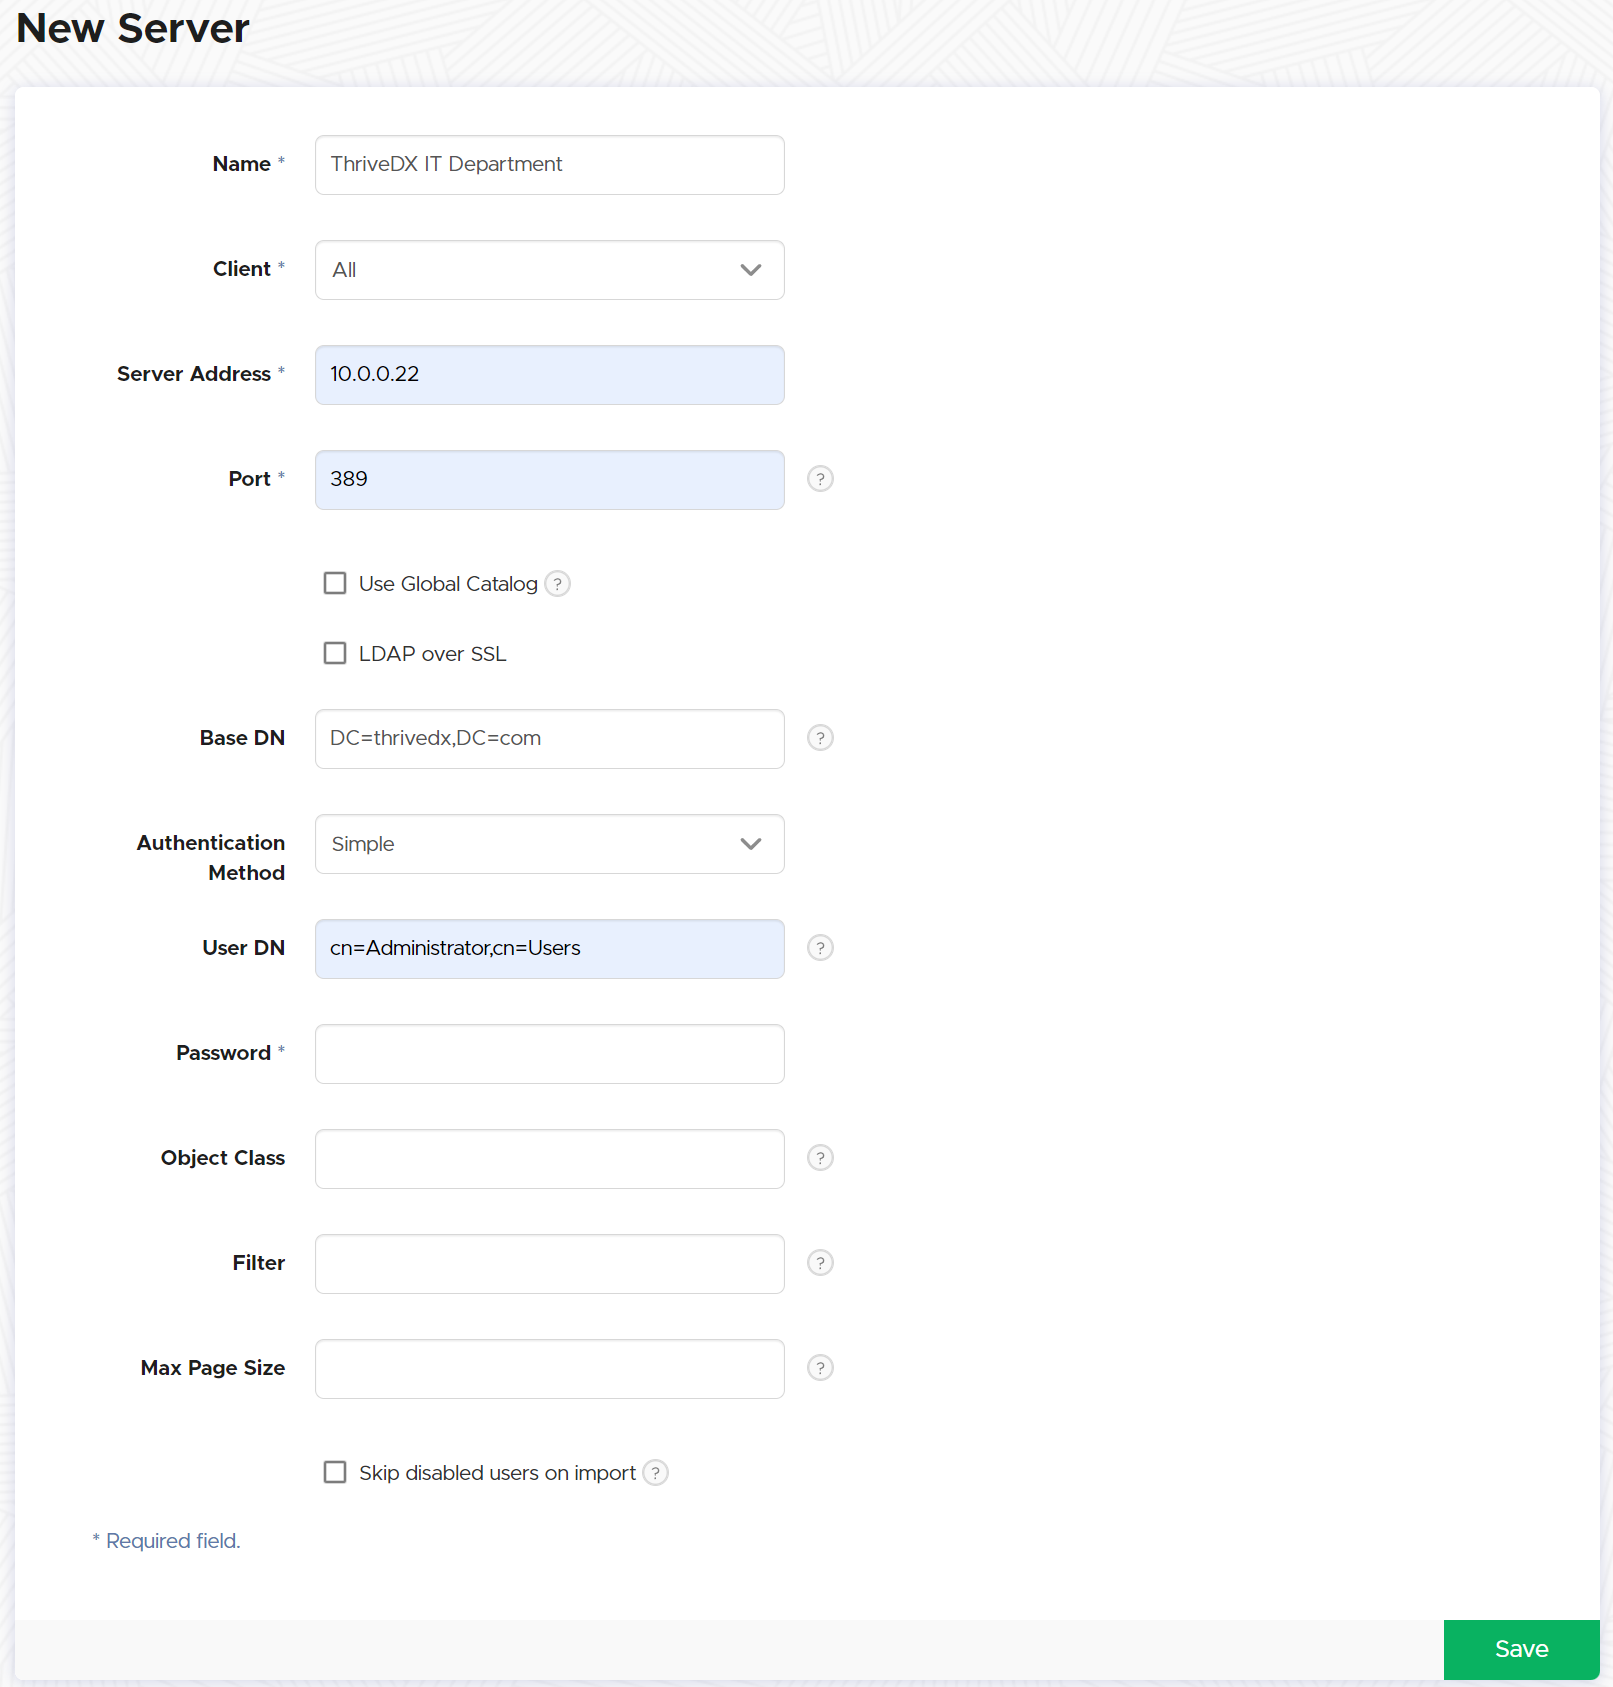 New Server
Name *
ThriveDX IT Department
Client *
All
Server Address *
10.0.0.22
Port *
389
?
Use Global Catalog ?
LDAP over SSL
Base DN
DC=thrivedx,DC=com
?
Authentication
Method
Simple
User DN
cn=Administrator,cn=Users
?
Password *
Object Class
?
Filter
?
Max Page Size
?
Skip disabled users on import ?
* Required field.
Save